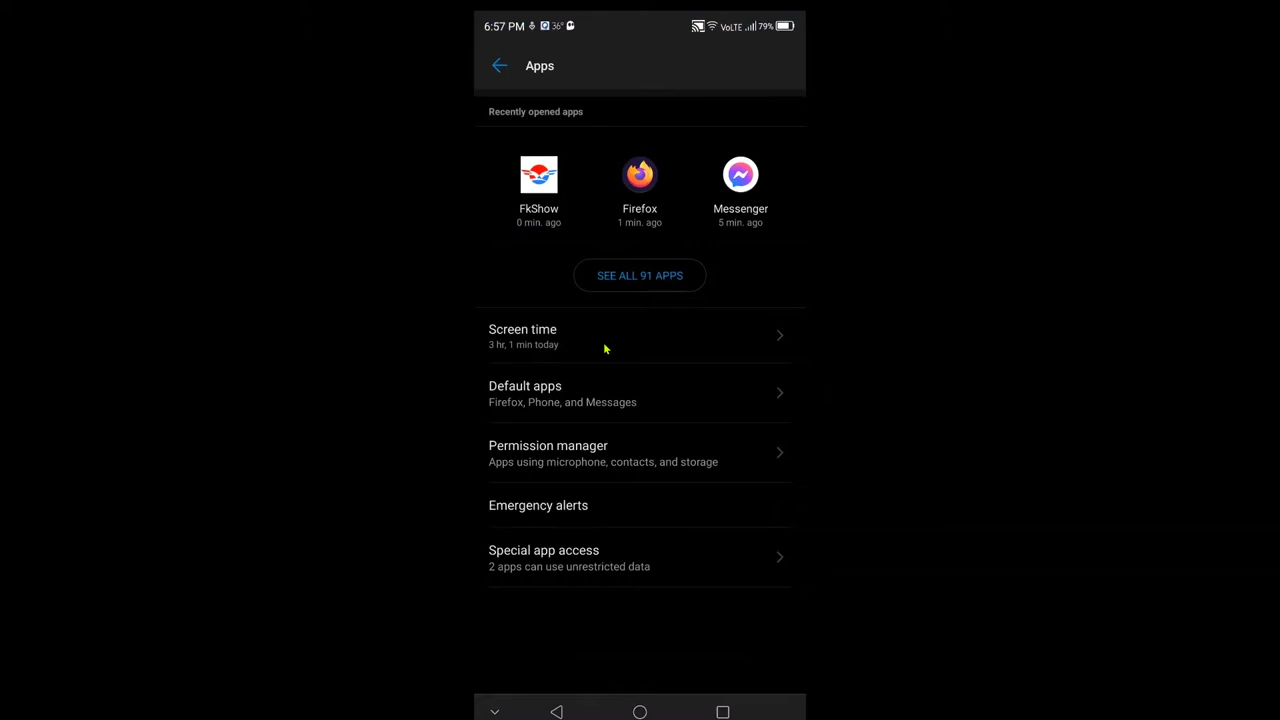 6:57 PM 36° VoLTE 79%
Apps
Recently opened apps
FkShow Firefox Messenger
0 min. ago 1 min. ago 5 min. ago
SEE ALL 91 APPS
Screen time
3 hr, 1 min today
Default apps
Firefox, Phone, and Messages
Permission manager
Apps using microphone, contacts, and storage
Emergency alerts
Special app access
2 apps can use unrestricted data